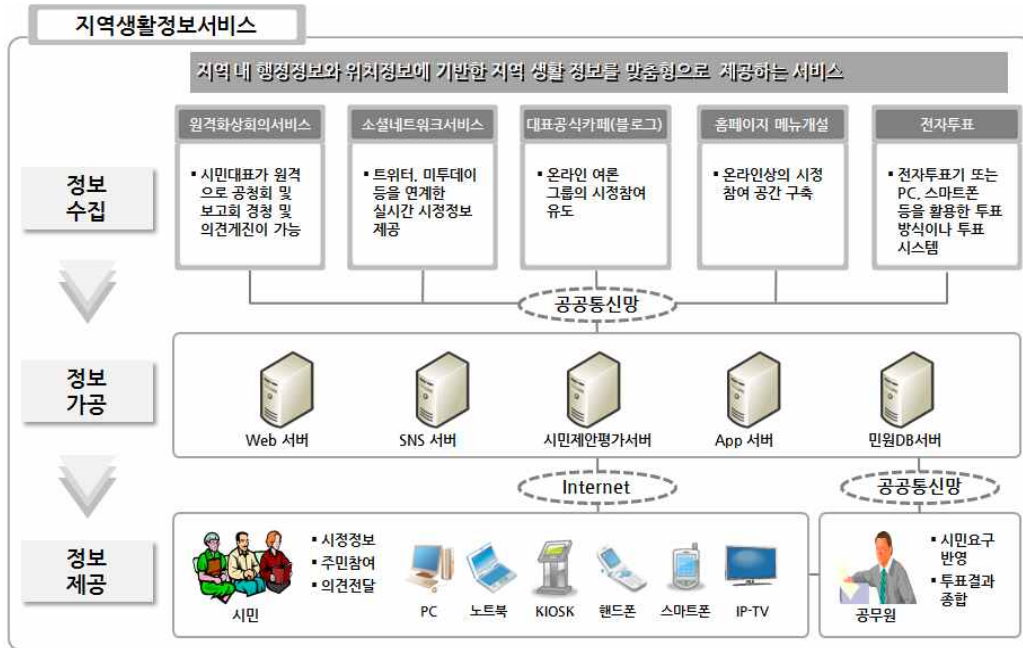 지역생활정보서비스
지역 내 행정정보와 위치정보에 기반한 지역 생활 정보를 맞춤형으로 제공하는 서비스
정보
수집
원격화상회의서비스
▪ 시민대표가 원격
으로 공청회 및
보고회 경청 및
의견게진이 가능
소셜네트워크서비스
▪ 트위터, 미투데이
등을 연계한
실시간 시정정보
제공
대표공식카페(블로그)
▪ 온라인 여론
그룹의 시정참여
유도
홈페이지 메뉴개설
▪ 온라인상의 시정
참여 공간 구축
전자투표
▪ 전자투표기 또는
PC, 스마트폰
등을 활용한 투표
방식이나 투표
시스템
공공통신망
정보
가공
Web 서버
SNS 서버
시민제안평가서버
App 서버
민원DB서버
Internet
공공통신망
정보
제공
시민
▪ 시정정보
▪ 주민참여
▪ 의견전달
PC
노트북
KIOSK
핸드폰
스마트폰
IP-TV
공무원
▪ 시민요구
반영
▪ 투표결과
종합